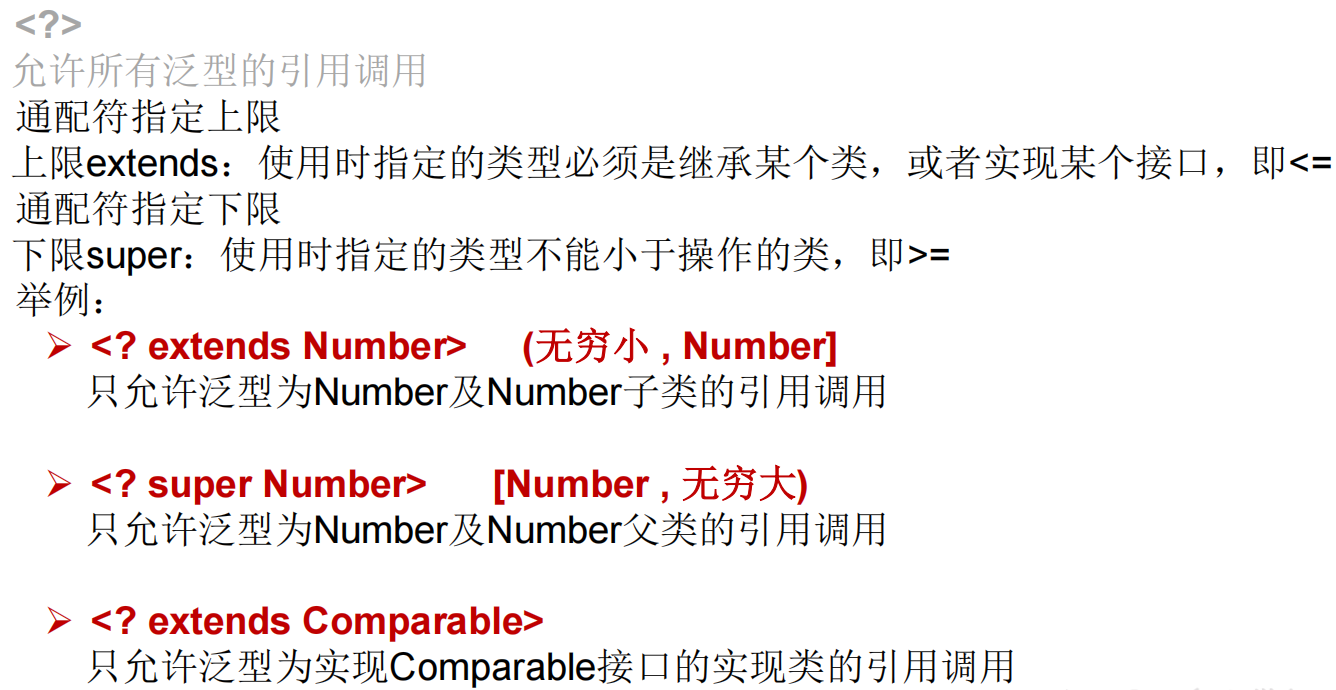 <?>
允许所有泛型的引用调用
通配符指定上限
上限extends：使用时指定的类型必须是继承某个类，或者实现某个接口，即<=
通配符指定下限
下限super：使用时指定的类型不能小于操作的类，即>=
举例：
➢ <? extends Number> (无穷小 , Number]
只允许泛型为Number及Number子类的引用调用
➢ <? super Number> [Number , 无穷大)
只允许泛型为Number及Number父类的引用调用
➢ <? extends Comparable>
只允许泛型为实现Comparable接口的实现类的引用调用